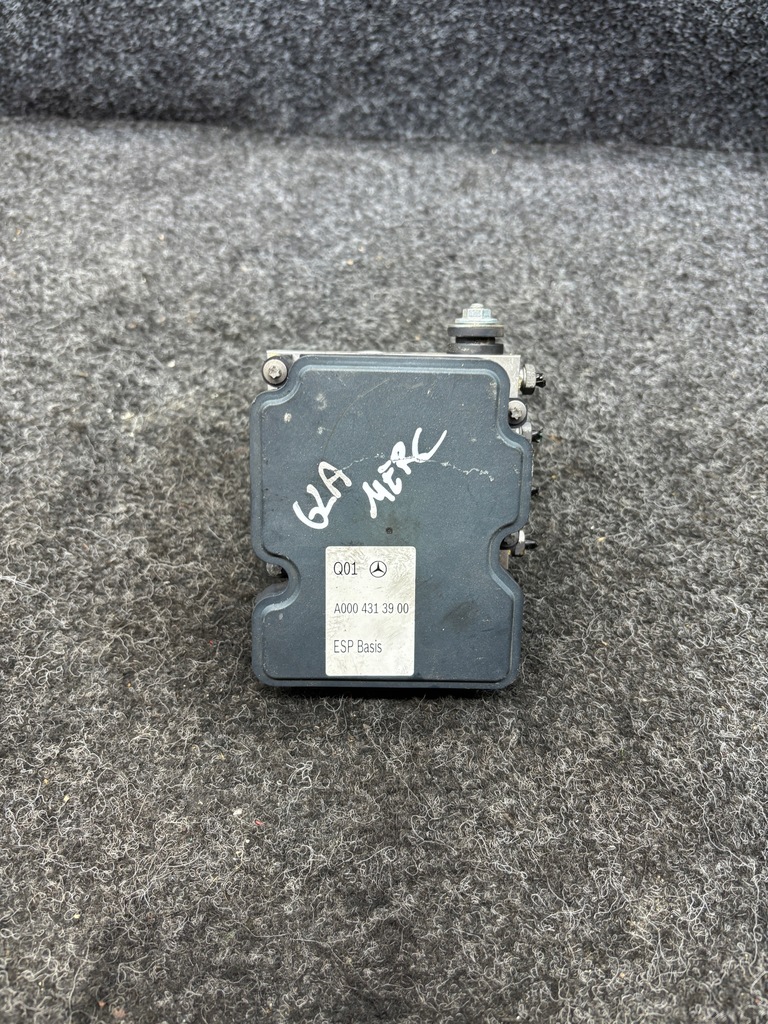 GLA MERC
Q01
A000 431 39 00
ESP Basis